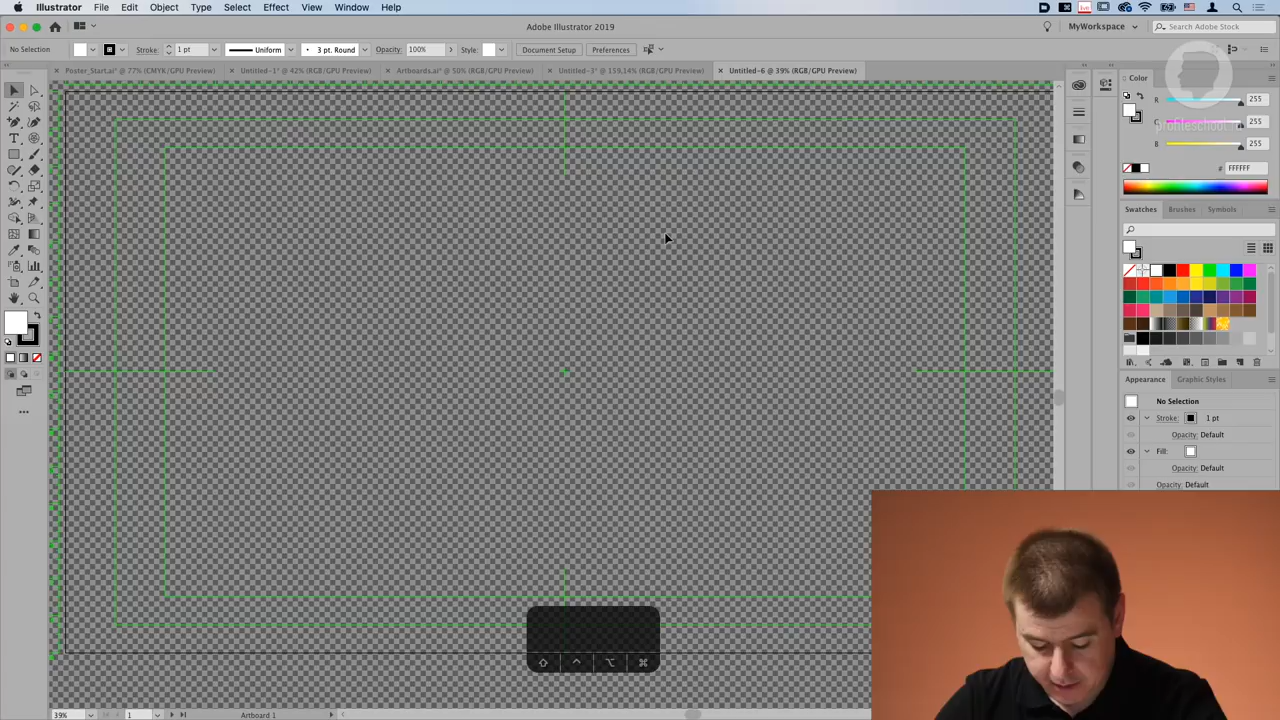 Illustrator File Edit Object Type Select Effect View Window Help
Adobe Illustrator 2019
MyWorkspace
Search Adobe Stock
No Selection
Stroke: 1 pt
Uniform
3 pt. Round
Opacity: 100%
Style:
Document Setup
Preferences
Poster_Start.ai* @ 77% (CMYK/GPU Preview)
Untitled-1* @ 42% (RGB/GPU Preview)
Artboards.ai* @ 50% (RGB/GPU Preview)
Untitled-3* @ 159,14% (RGB/GPU Preview)
Untitled-6 @ 39% (RGB/GPU Preview)
Color
R 255
255
B 255
# FFFFFF
Swatches Brushes Symbols
Appearance Graphic Styles
No Selection
Stroke: 1 pt
Opacity: Default
Fill:
Opacity: Default
Opacity: Default
39%
1
Artboard 1